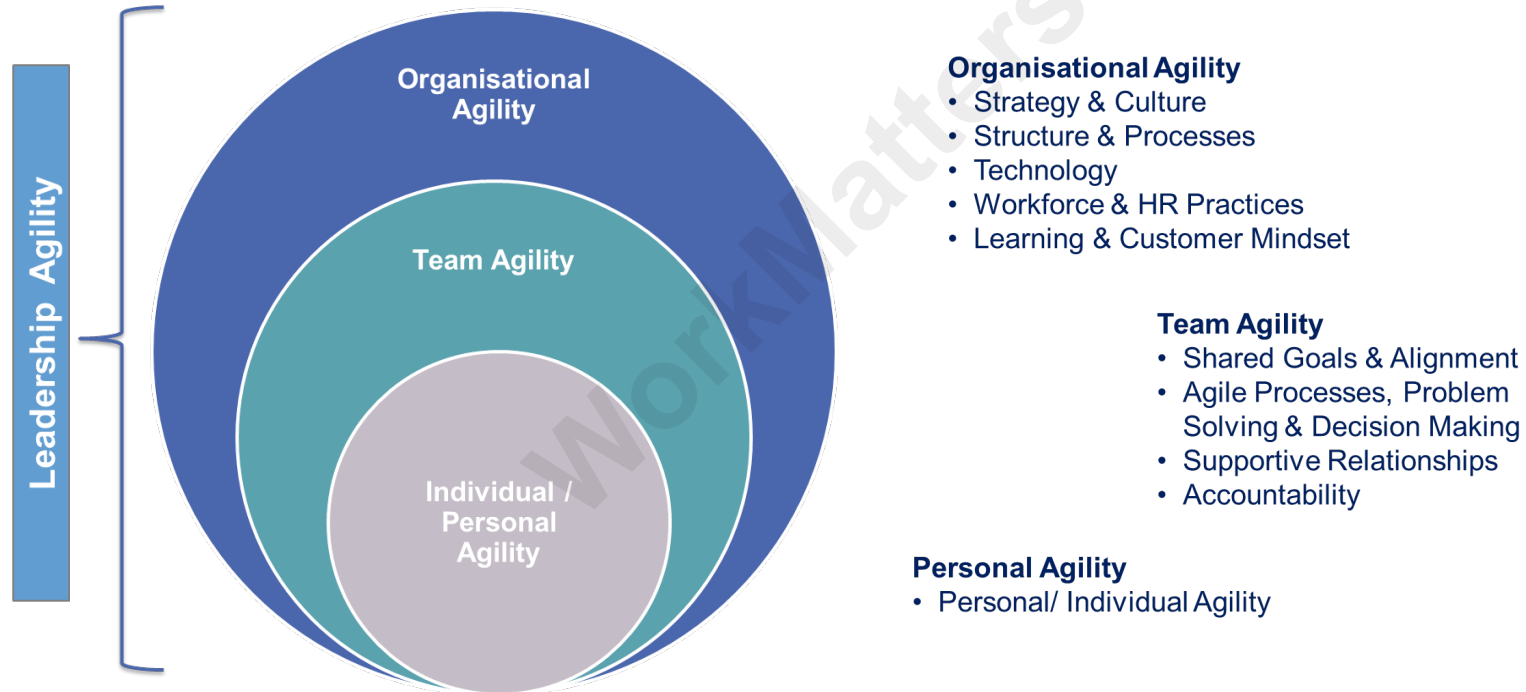 Leadership Agility
Organisational
Agility
Team Agility
Individual /
Personal
Agility
Organisational Agility
• Strategy & Culture
• Structure & Processes
• Technology
• Workforce & HR Practices
• Learning & Customer Mindset
Team Agility
• Shared Goals & Alignment
• Agile Processes, Problem
Solving & Decision Making
• Supportive Relationships
• Accountability
Personal Agility
• Personal/ Individual Agility
WorkMatters